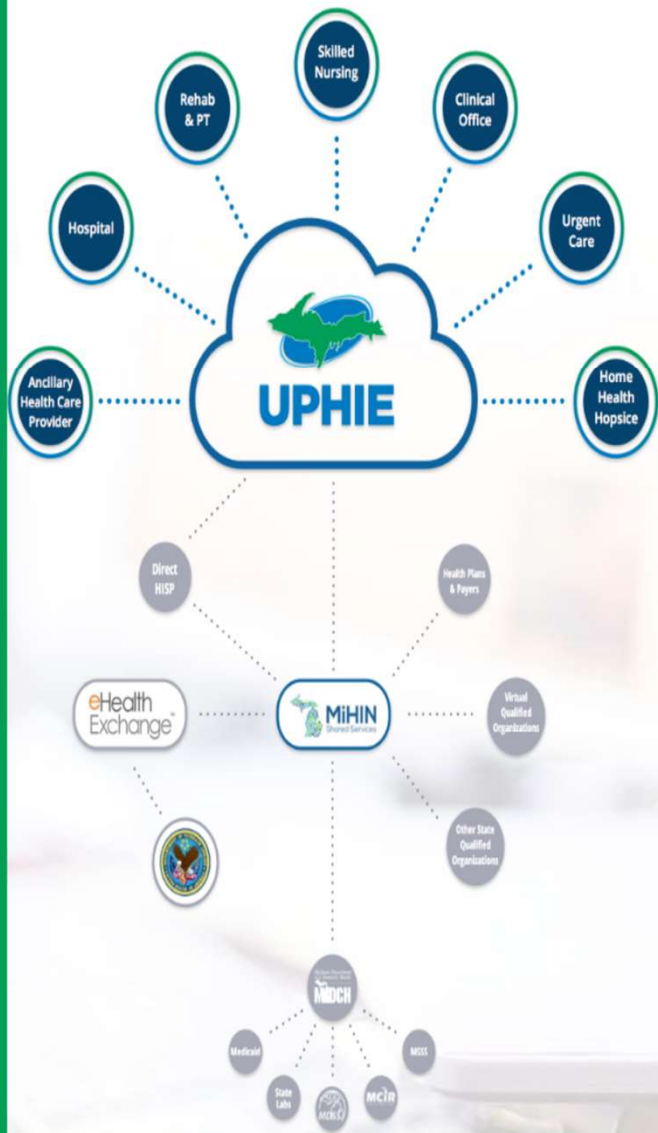 Skilled
Nursing
Rehab
& PT
Clinical
Office
Hospital
Urgent
Care
UPHIE
Ancillary
Health Care
Provider
Home
Health
Hopsice
Direct
HISP
Health Plans
& Payers
eHealth
Exchange
MiHIN
Shared Services
Virtual
Qualified
Organizations
Other State
Qualified
Organizations
MDCH
Medicaid
MSSS
State
Labs
MCIR